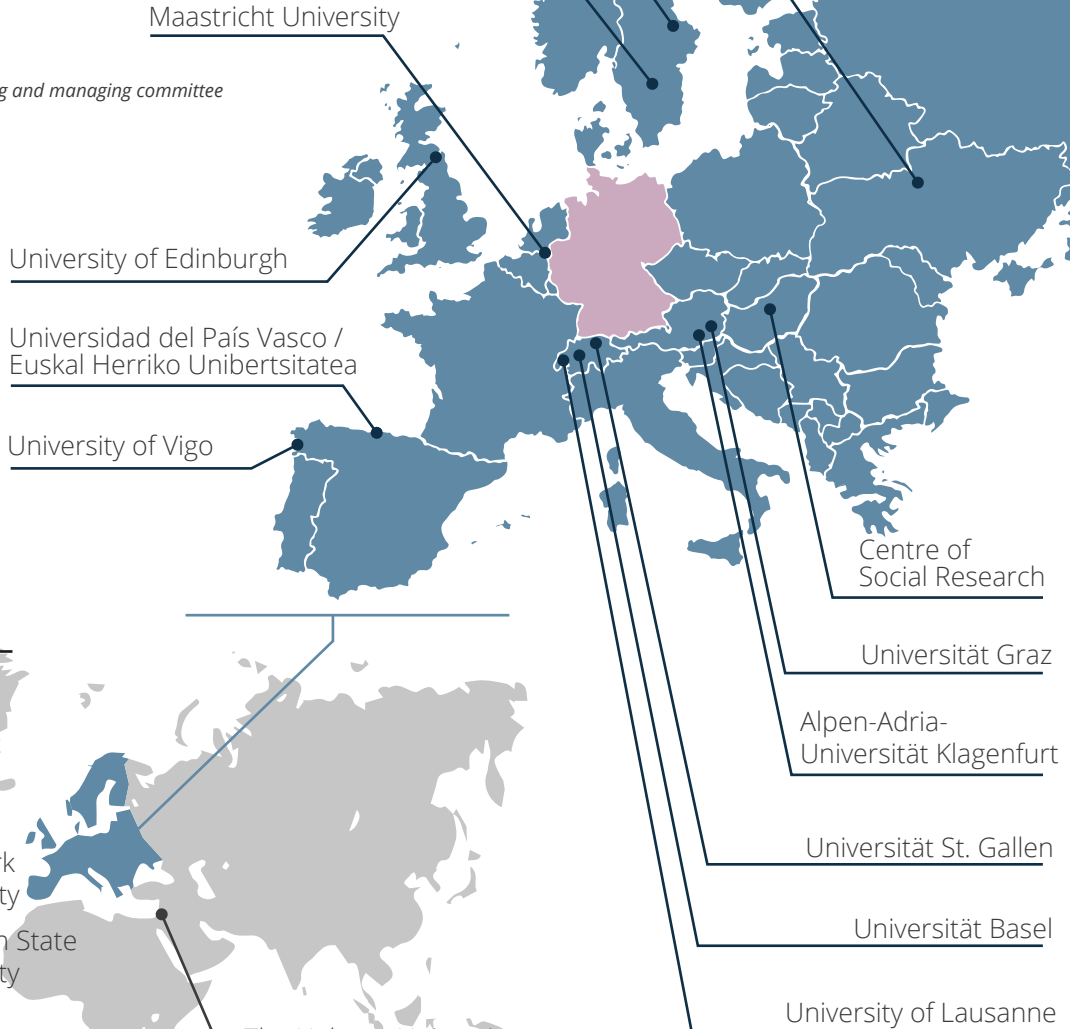 Maastricht University
and managing committee
University of Edinburgh
Universidad del País Vasco /
Euskal Herriko Unibertsitatea
University of Vigo
Centre of
Social Research
Universität Graz
Alpen-Adria-
Universität Klagenfurt
Universität St. Gallen
State
Universität Basel
University of Lausanne